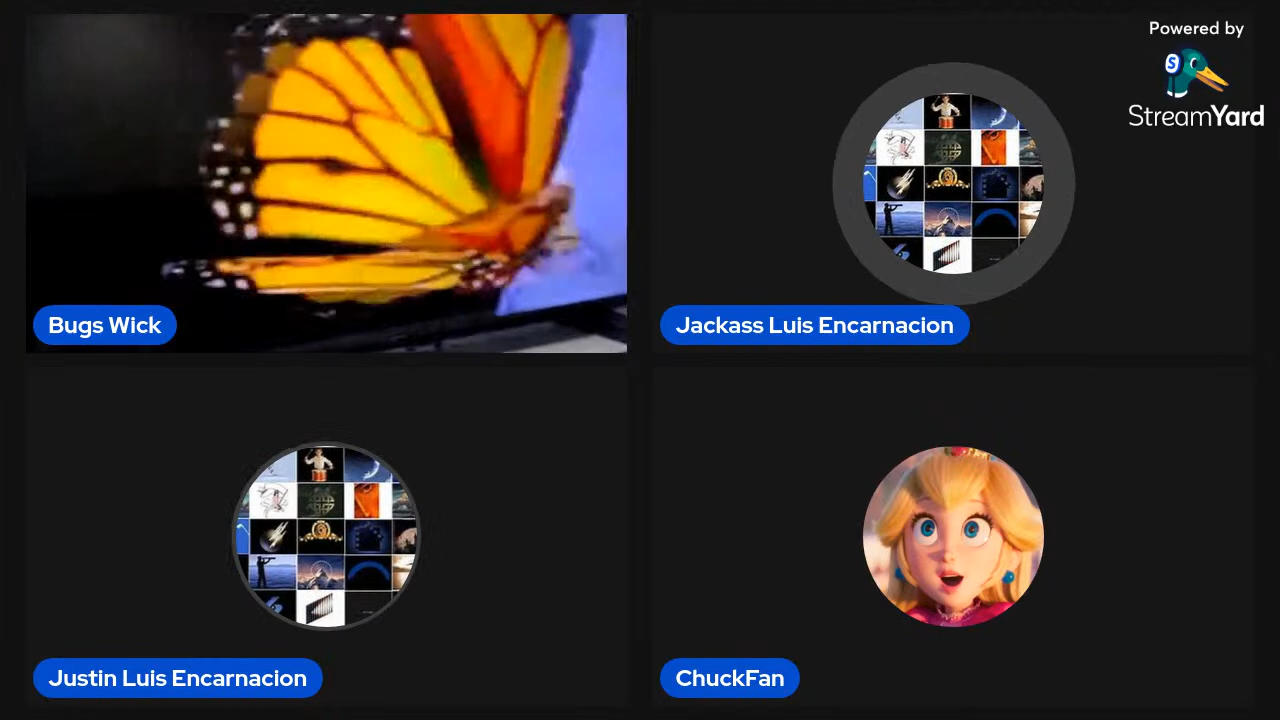 Powered by
StreamYard
Bugs Wick
Jackass Luis Encarnacion
Justin Luis Encarnacion
ChuckFan